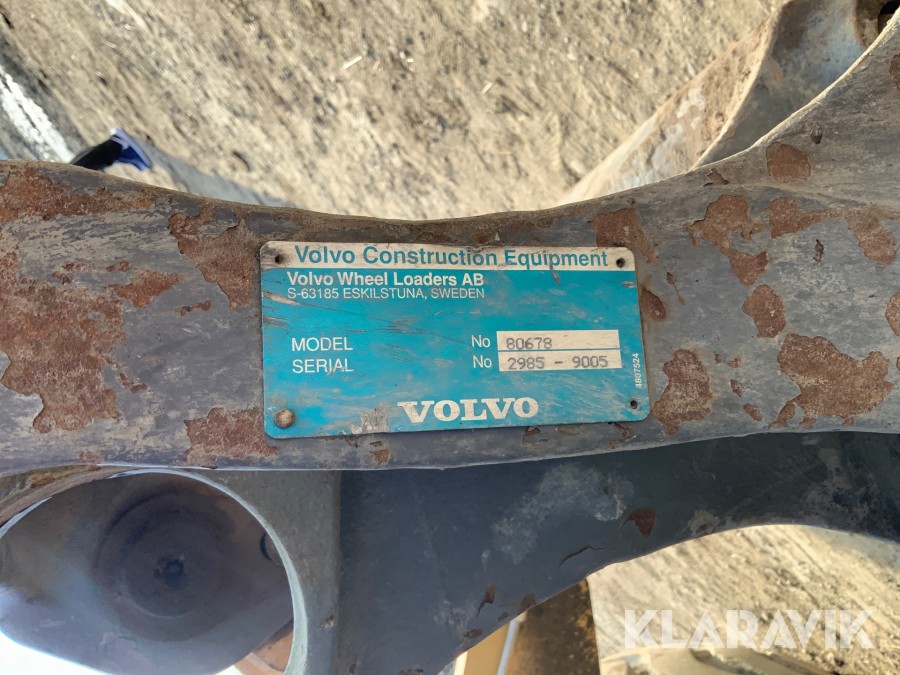 Volvo Construction Equipment
Volvo Wheel Loaders AB
S-63185 ESKILSTUNA, SWEDEN
MODEL No 80678
SERIAL No 2985 - 9005
4807524
VOLVO
KLARAVIK